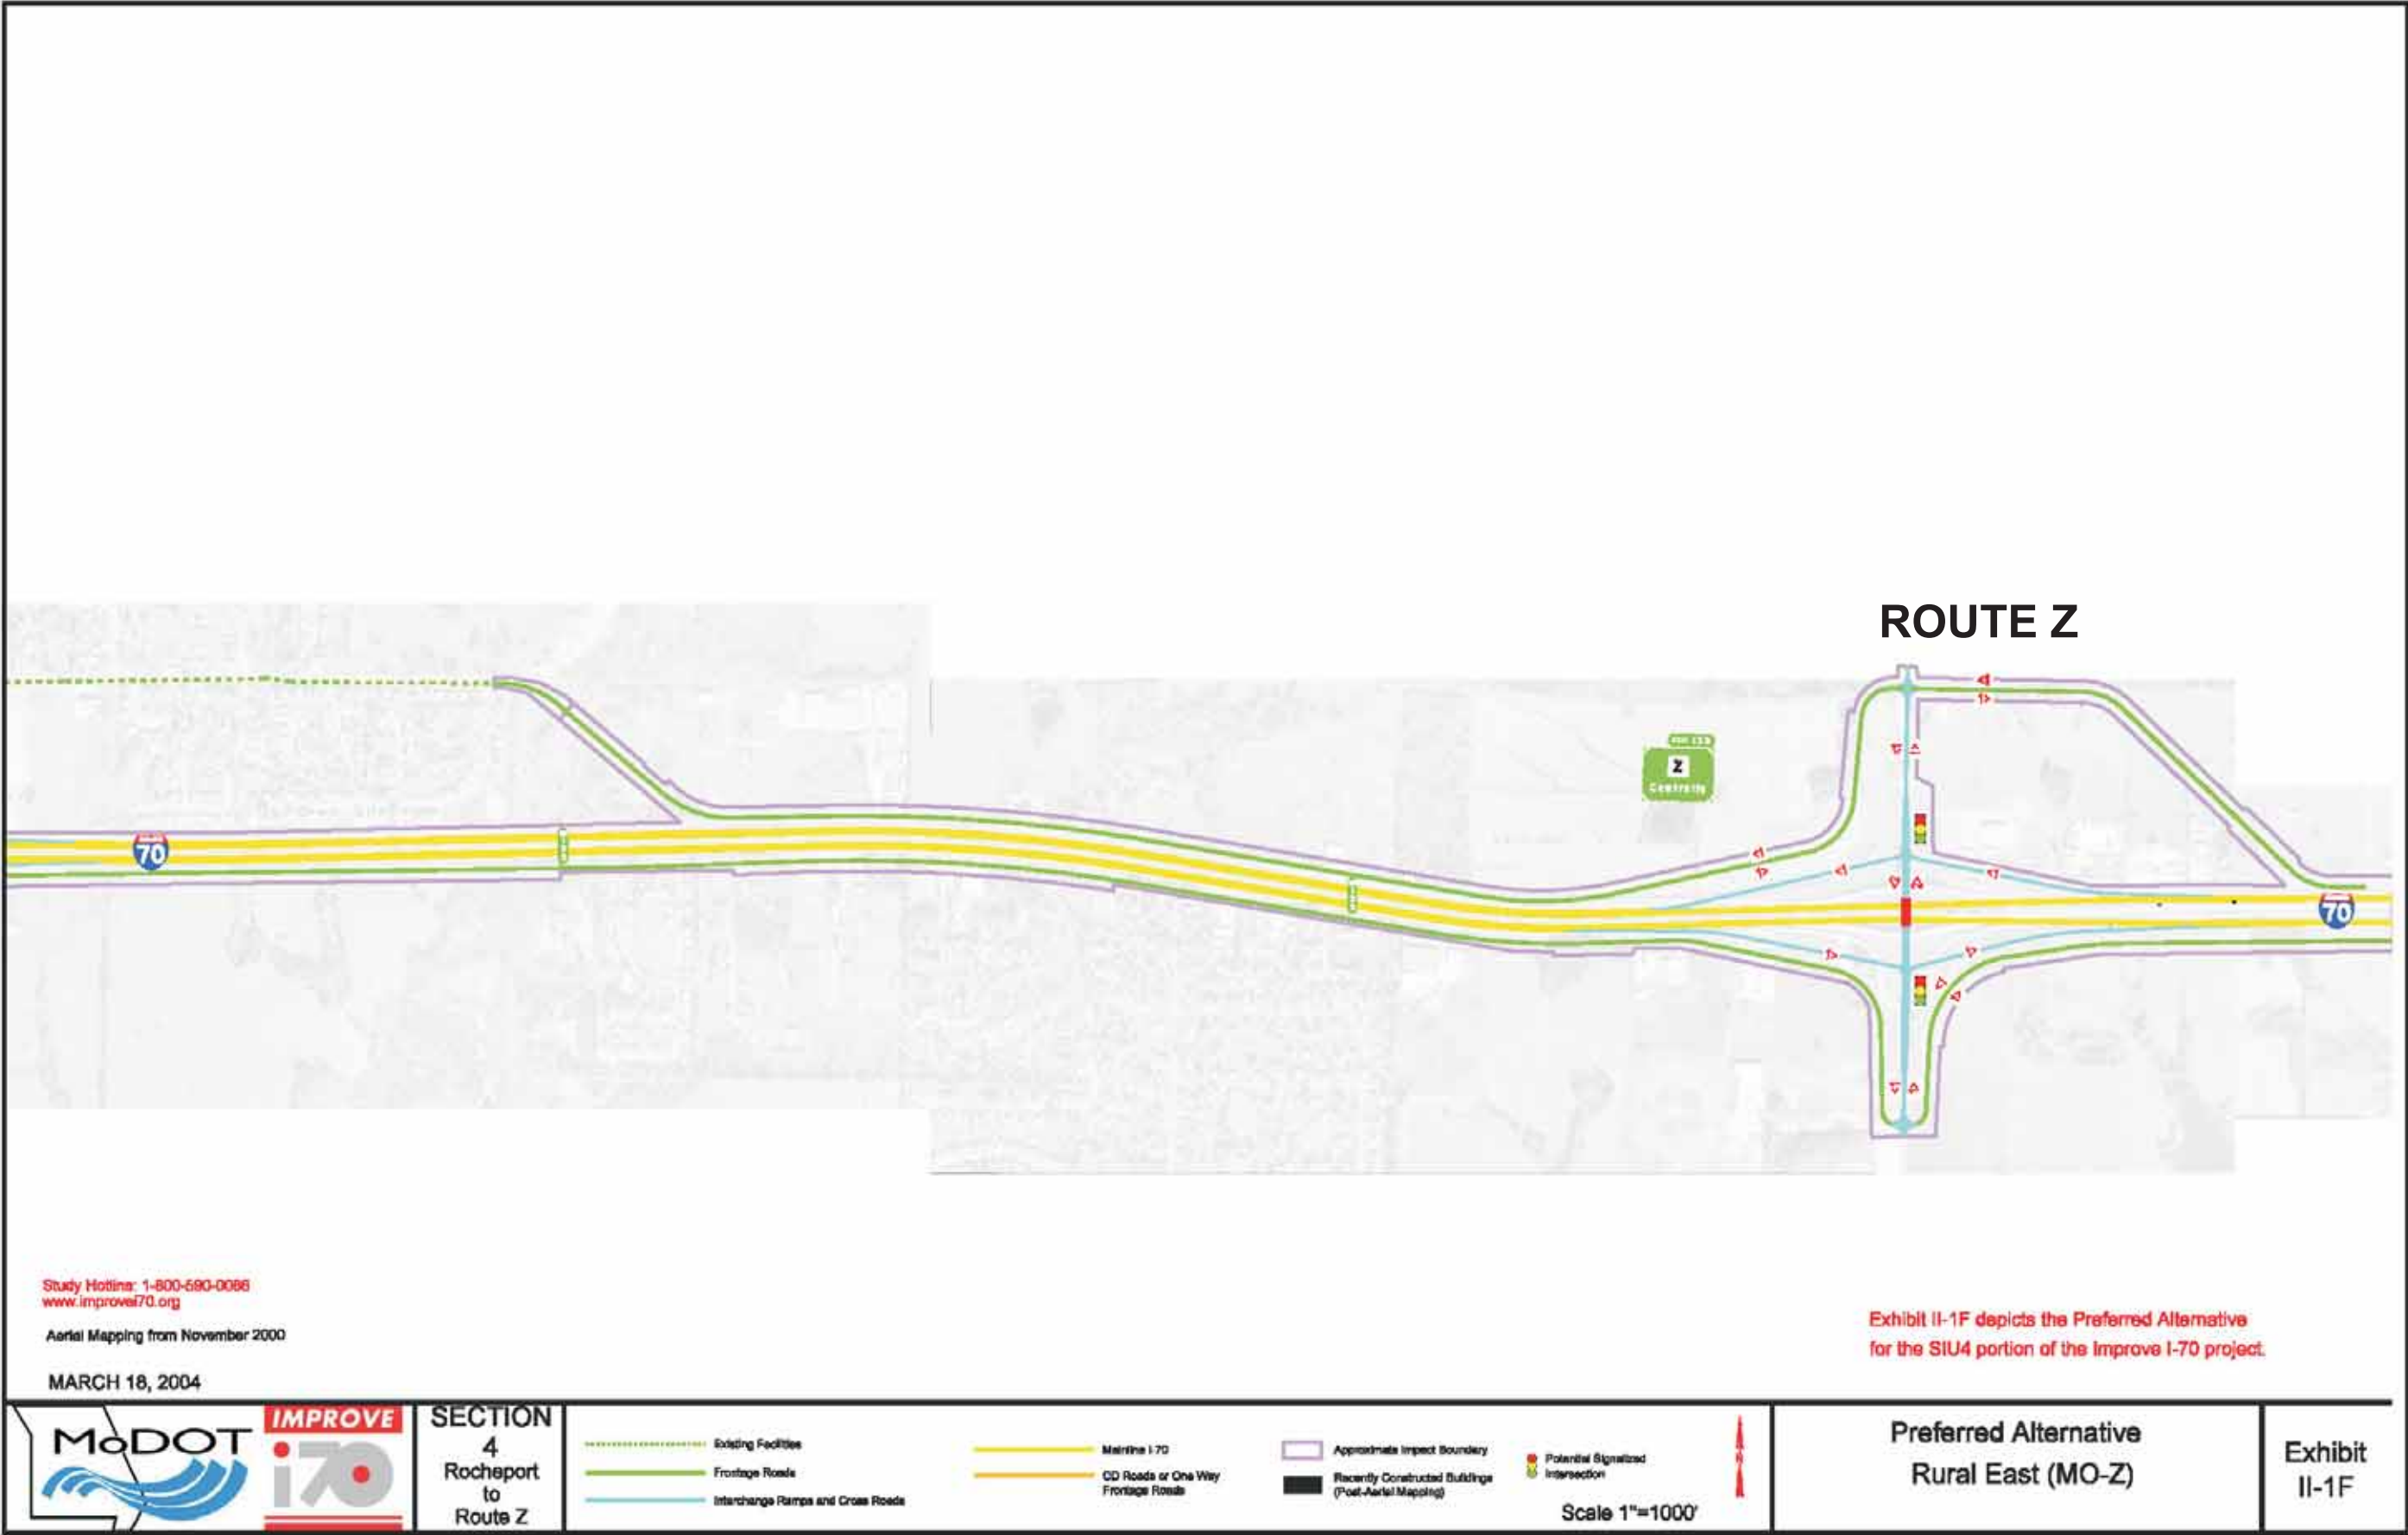 ROUTE Z
Z
Centralia
70
70
Study Hotline: 1-800-590-0066
www.improvei70.org
Aerial Mapping from November 2000
MARCH 18, 2004
Exhibit II-1F depicts the Preferred Alternative
for the SIU4 portion of the Improve I-70 project.
MoDOT
IMPROVE
i70
SECTION
4
Rocheport
to
Route Z
Existing Facilities
Frontage Roads
Interchange Ramps and Cross Roads
Mainline I-70
CD Roads or One Way
Frontage Roads
Approximate Impact Boundary
Recently Constructed Buildings
(Post-Aerial Mapping)
Potential Signalized
Intersection
Scale 1"=1000'
Preferred Alternative
Rural East (MO-Z)
Exhibit
II-1F